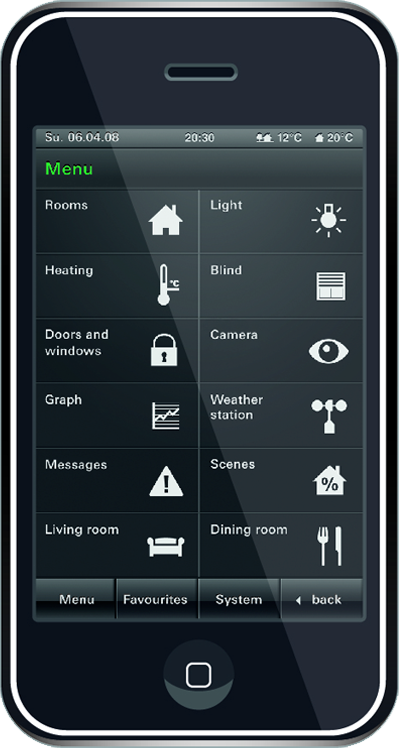 Su. 06.04.08 20:30 12°C 20°C
Menu
Rooms
Light
Heating
°C
Blind
Doors and
windows
Camera
Graph
Weather
station
Messages
!
Scenes
%
Living room
Dining room
Menu Favourites System back